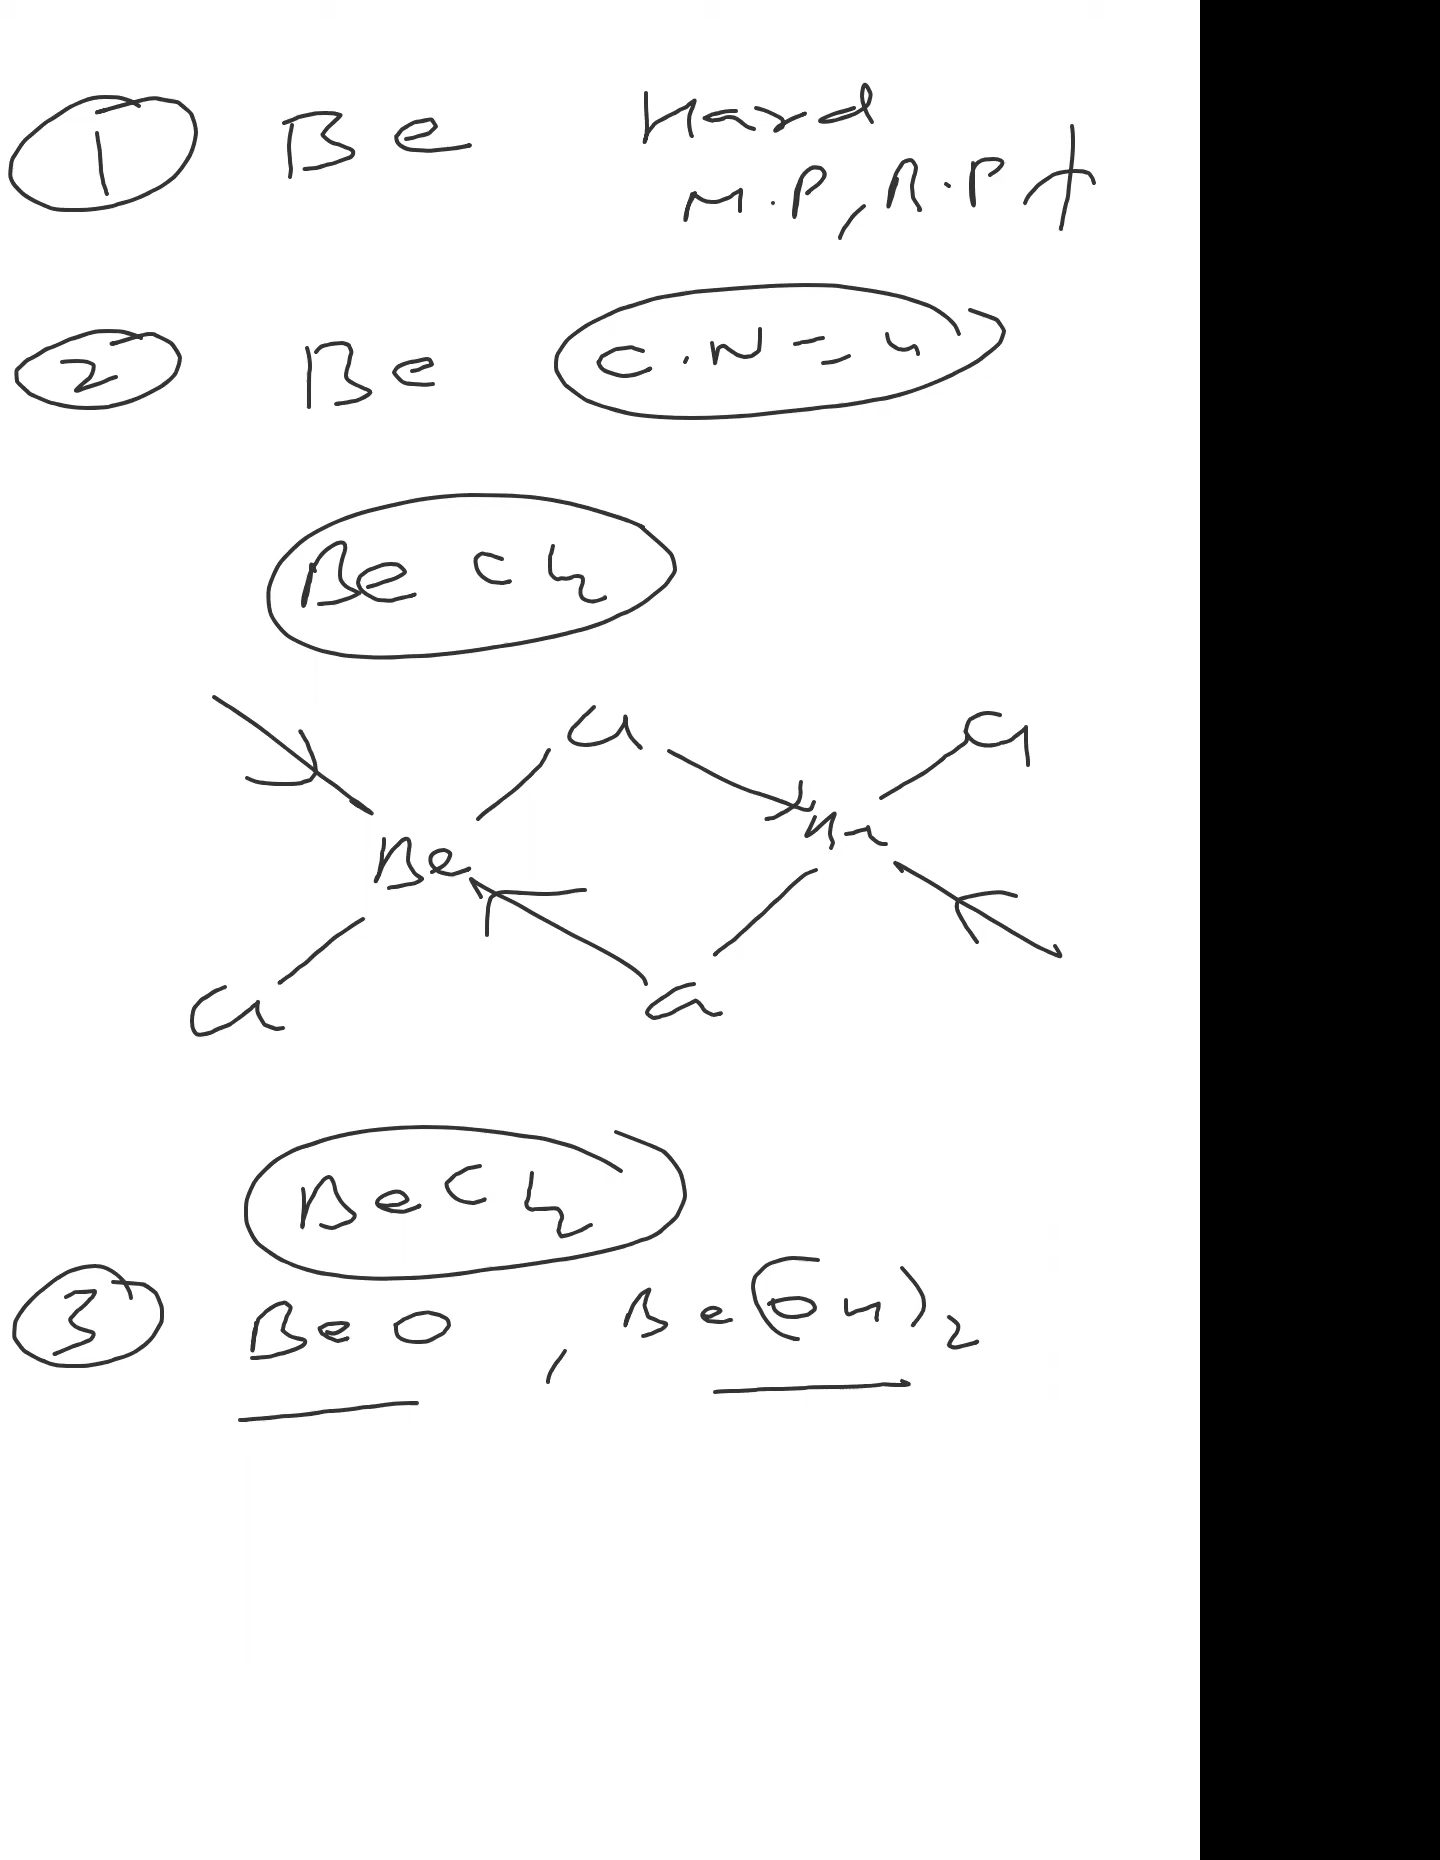 ① Be Hard
M.P, B.P ↑
② Be C.N = 4
BeCl₂
Cl Cl
Be Be
Cl Cl
BeCl₂
③ BeO, Be(OH)₂